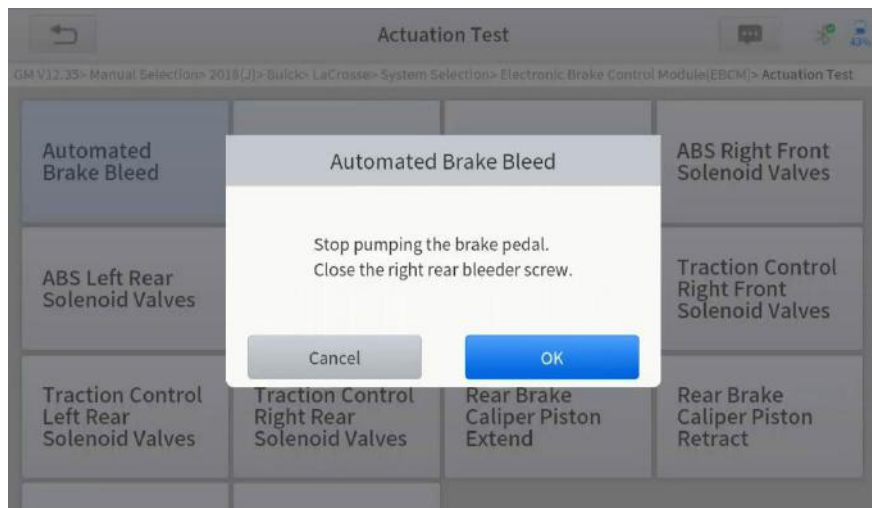 Actuation Test
43%
GM V12.35> Manual Selection> 2018(J)> Buick> LaCrosse> System Selection> Electronic Brake Control Module(EBCM)> Actuation Test
Automated
Brake Bleed
Automated Brake Bleed
Stop pumping the brake pedal.
Close the right rear bleeder screw.
Cancel
OK
ABS Right Front
Solenoid Valves
ABS Left Rear
Solenoid Valves
Traction Control
Right Front
Solenoid Valves
Traction Control
Left Rear
Solenoid Valves
Traction Control
Right Rear
Solenoid Valves
Rear Brake
Caliper Piston
Extend
Rear Brake
Caliper Piston
Retract